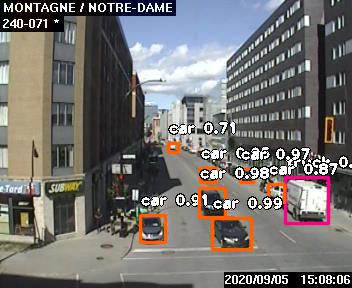 MONTAGNE / NOTRE-DAME
240-071 *
car 0.71
car 0.97
car 0.98
car 0.87
car 0.91
car 0.99
SUBWAY
2020/09/05 15:08:06